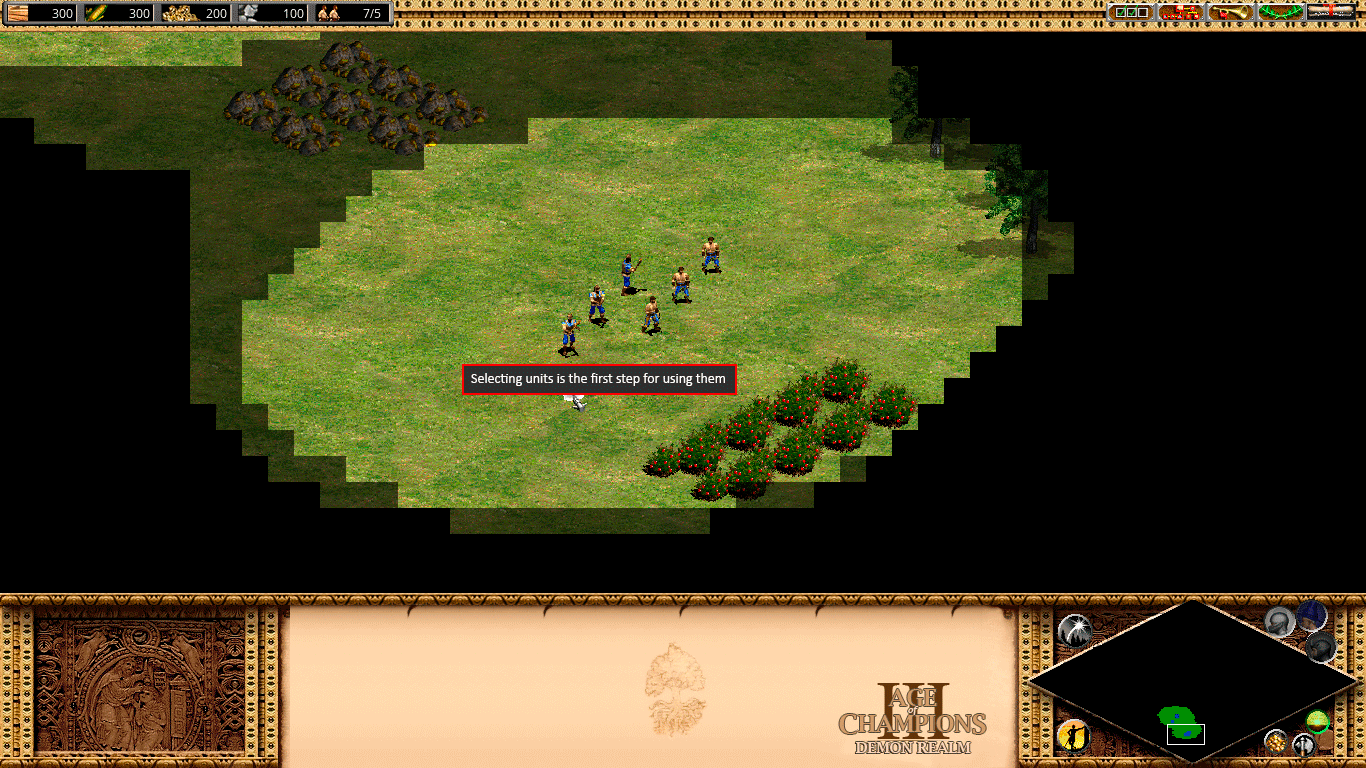 300 300 200 100 7/5
Selecting units is the first step for using them
III
AGE
of
CHAMPIONS
DEMON REALM